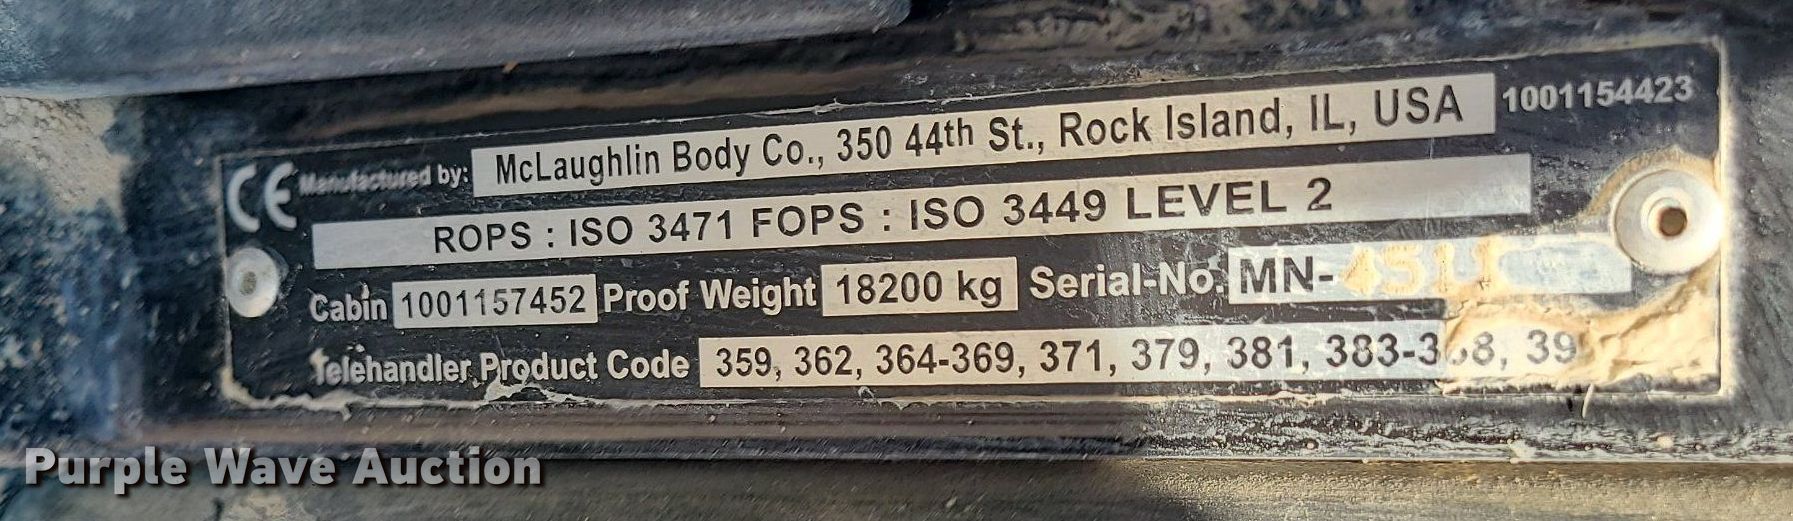 CE Manufactured by: McLaughlin Body Co., 350 44th St., Rock Island, IL, USA 1001154423
ROPS : ISO 3471 FOPS : ISO 3449 LEVEL 2
Cabin 1001157452 Proof Weight 18200 kg Serial-No. MN-
Telehandler Product Code 359, 362, 364-369, 371, 379, 381,
Purple Wave Auction